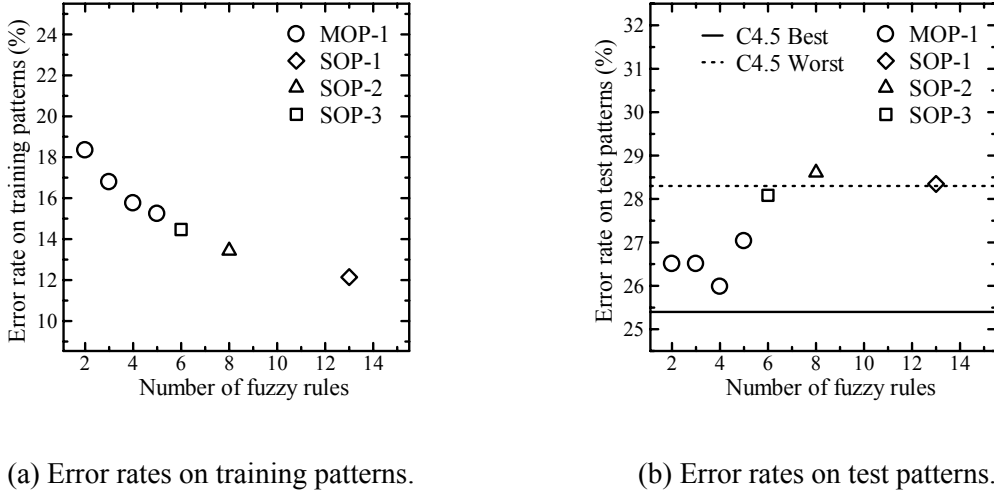 24
22
20
18
16
14
12
10
Error rate on training patterns (%)
MOP-1
SOP-1
SOP-2
SOP-3
2 4 6 8 10 12 14
Number of fuzzy rules
(a) Error rates on training patterns.
32
31
30
29
28
27
26
25
Error rate on test patterns (%)
C4.5 Best
C4.5 Worst
MOP-1
SOP-1
SOP-2
SOP-3
2 4 6 8 10 12 14
Number of fuzzy rules
(b) Error rates on test patterns.